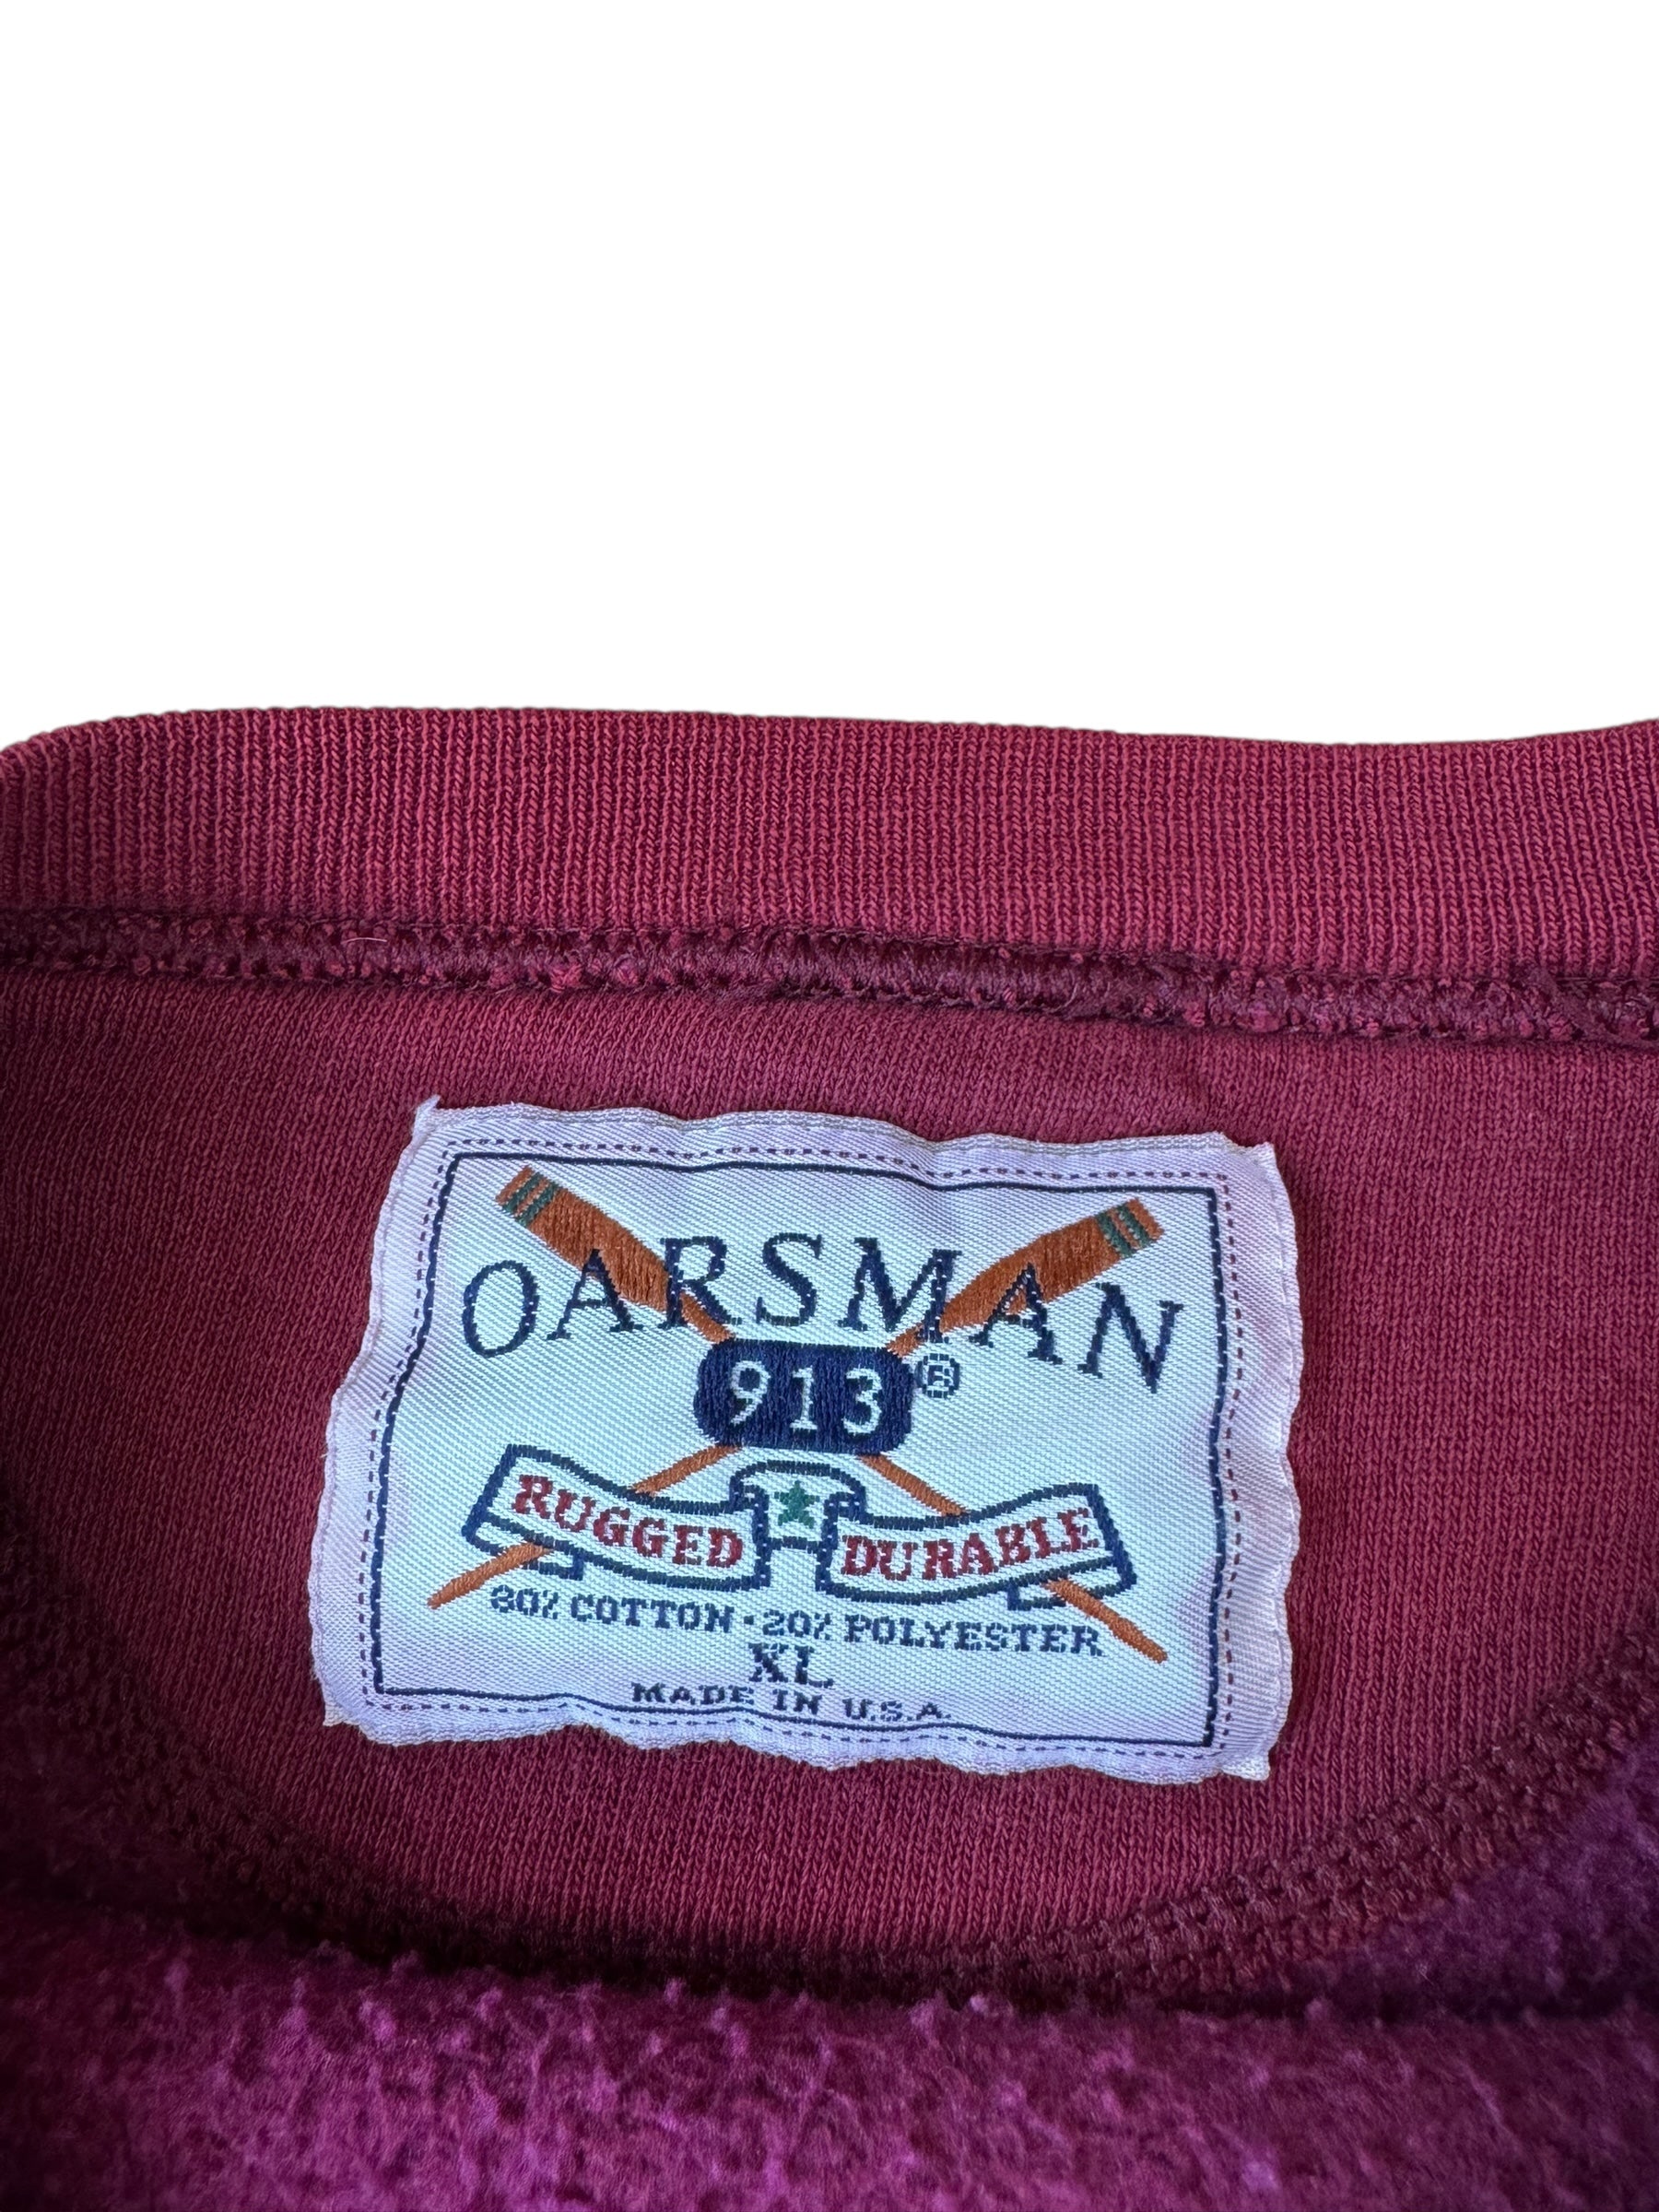 OARSMAN
913®
RUGGED DURABLE
80% COTTON · 20% POLYESTER
XL
MADE IN U.S.A.